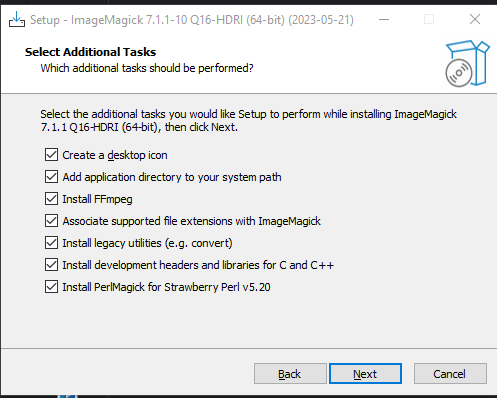 Setup - ImageMagick 7.1.1-10 Q16-HDRI (64-bit) (2023-05-21)
Select Additional Tasks
Which additional tasks should be performed?
Select the additional tasks you would like Setup to perform while installing ImageMagick
7.1.1 Q16-HDRI (64-bit), then click Next.
Create a desktop icon
Add application directory to your system path
Install FFmpeg
Associate supported file extensions with ImageMagick
Install legacy utilities (e.g. convert)
Install development headers and libraries for C and C++
Install PerlMagick for Strawberry Perl v5.20
Back Next Cancel